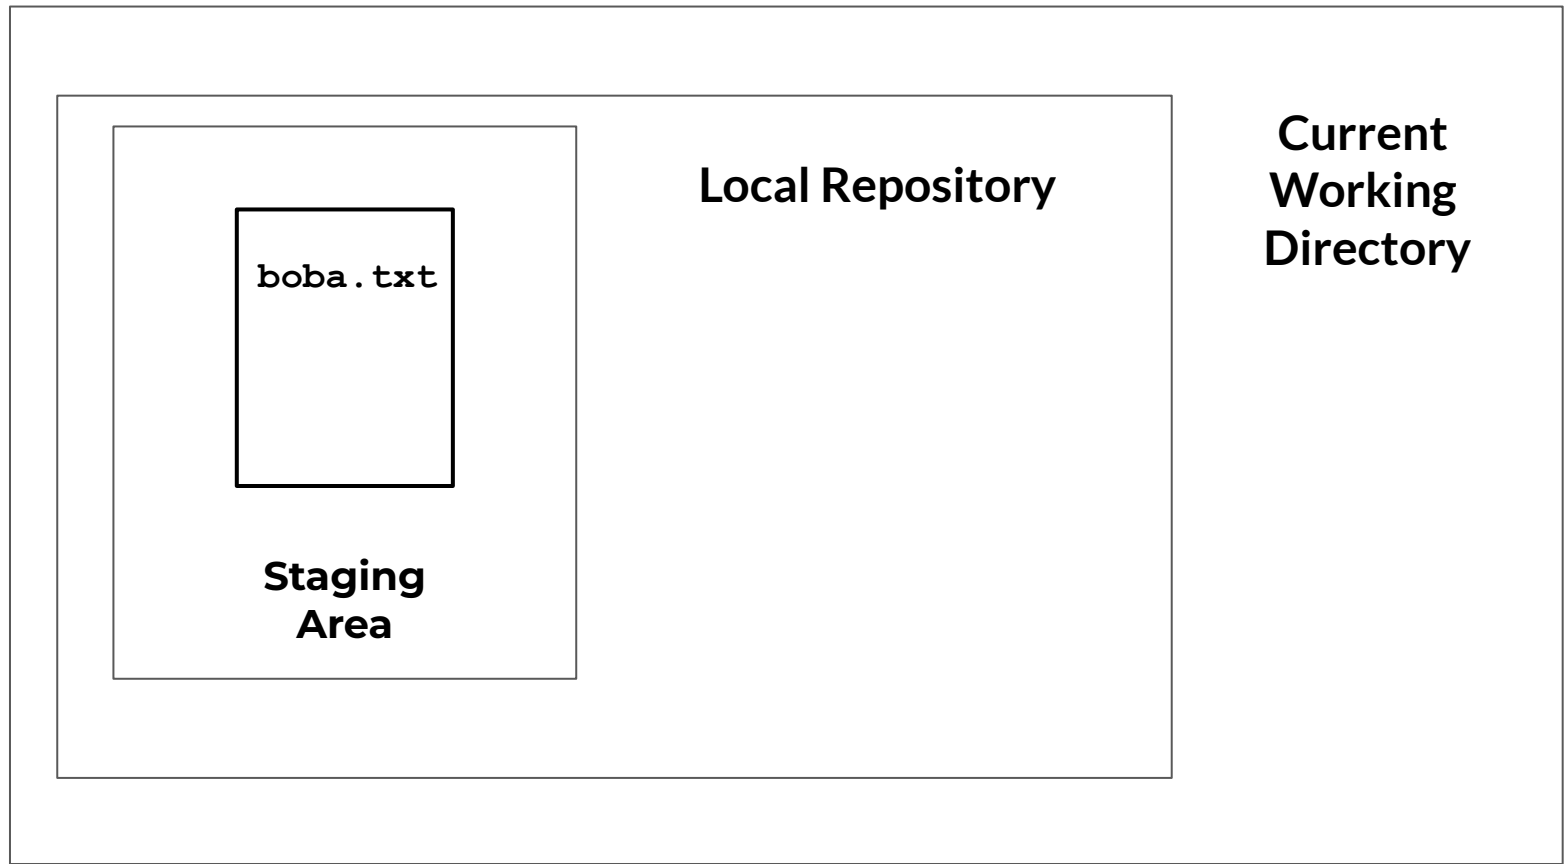 Current
Working
Directory
Local Repository
boba.txt
Staging
Area